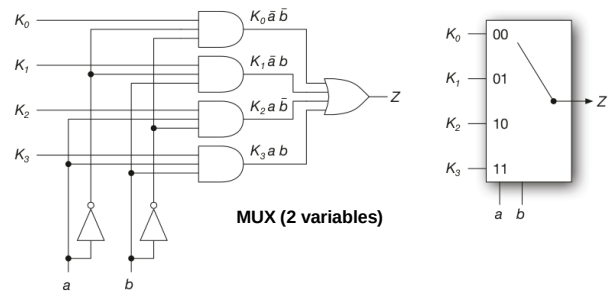 K₀
K₀ ā b̄
K₁
K₁ ā b
K₂
K₂ a b̄
K₃
K₃ a b
Z
a
b
MUX (2 variables)
K₀
00
K₁
01
K₂
10
K₃
11
Z
a b